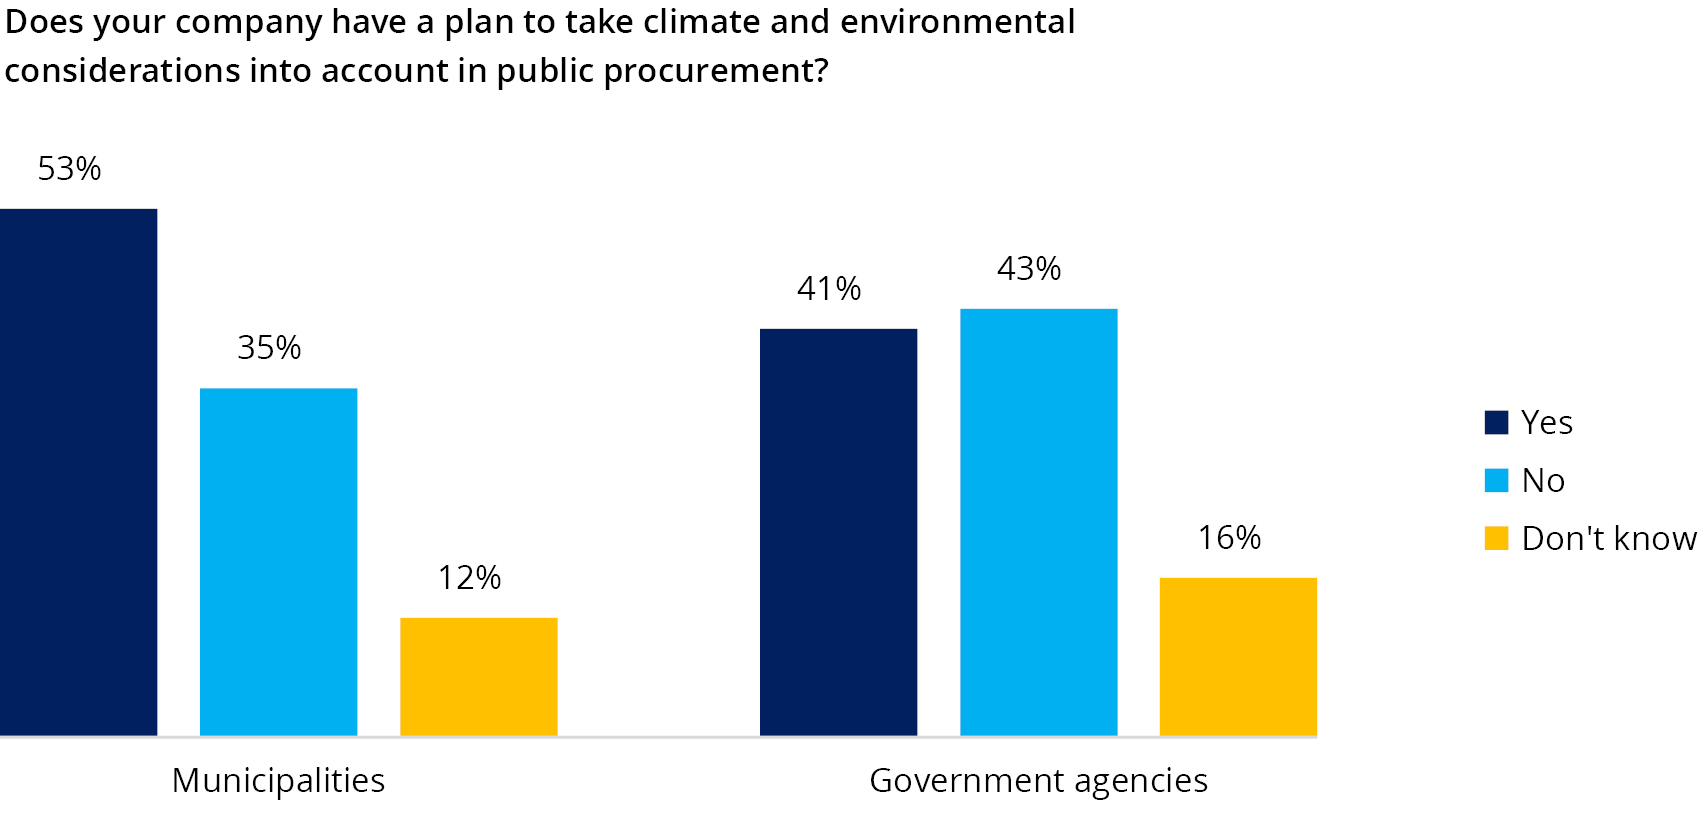 Does your company have a plan to take climate and environmental
considerations into account in public procurement?
53%
35%
12%
41%
43%
16%
Municipalities
Government agencies
Yes
No
Don't know